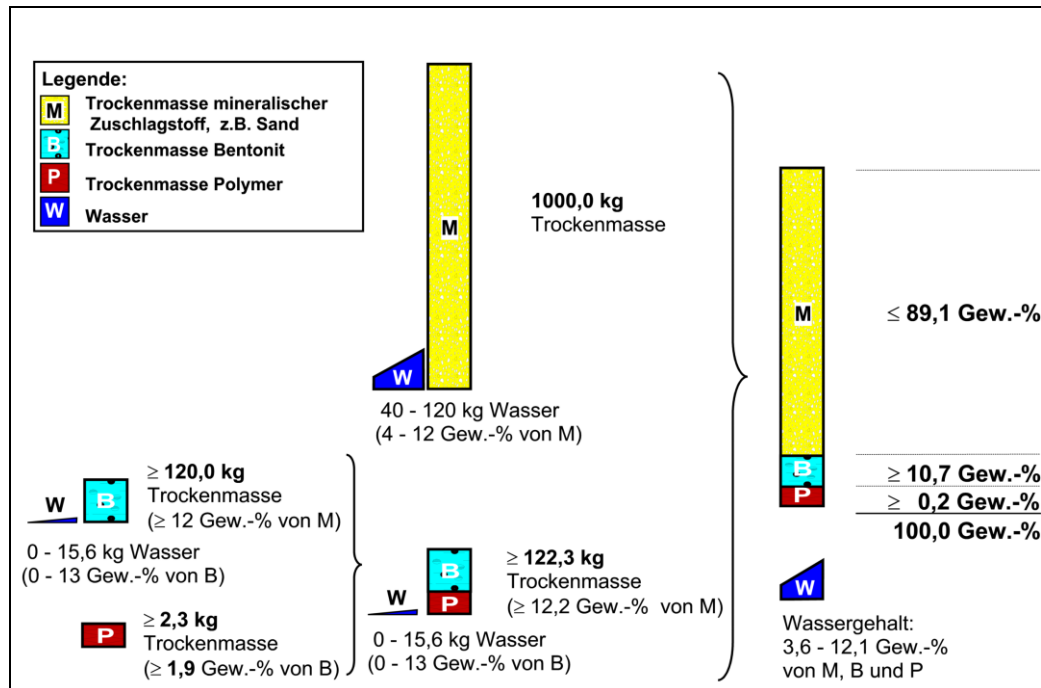 Legende:
M
Trockenmasse mineralischer
Zuschlagstoff, z.B. Sand
B
Trockenmasse Bentonit
P
Trockenmasse Polymer
W
Wasser
M
1000,0 kg
Trockenmasse
W
40 - 120 kg Wasser
(4 - 12 Gew.-% von M)
W
B
≥ 120,0 kg
Trockenmasse
(≥ 12 Gew.-% von M)
0 - 15,6 kg Wasser
(0 - 13 Gew.-% von B)
P
≥ 2,3 kg
Trockenmasse
(≥ 1,9 Gew.-% von B)
W
B
P
≥ 122,3 kg
Trockenmasse
(≥ 12,2 Gew.-% von M)
0 - 15,6 kg Wasser
(0 - 13 Gew.-% von B)
M
≤ 89,1 Gew.-%
B
≥ 10,7 Gew.-%
P
≥ 0,2 Gew.-%
100,0 Gew.-%
W
Wassergehalt:
3,6 - 12,1 Gew.-%
von M, B und P